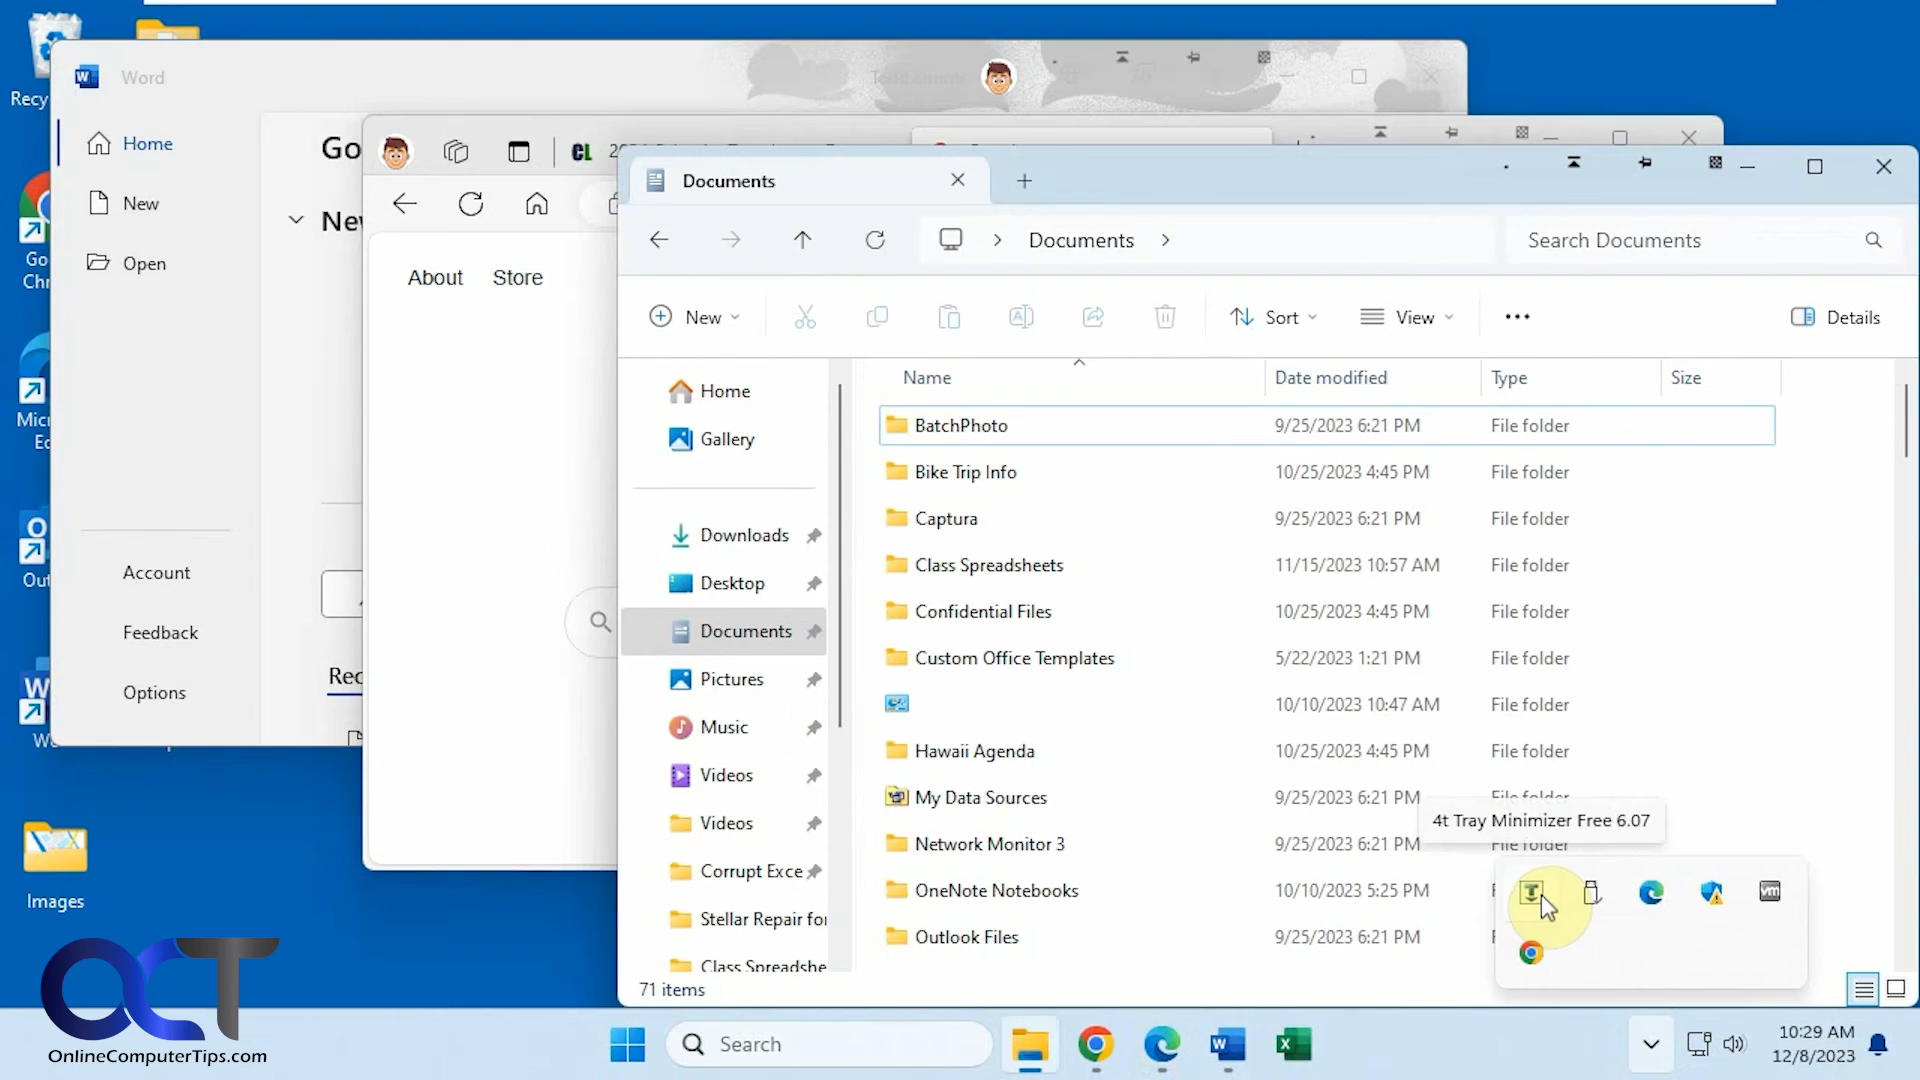 Recy
Go
Chr
Micr
Ed
Out
W
Images
Word
Home
New
Open
Account
Feedback
Options
Go
New
Rec
CL
About Store
Documents
Documents
Search Documents
New
Sort
View
Details
Home
Gallery
Downloads
Desktop
Documents
Pictures
Music
Videos
Videos
Corrupt Exce
Stellar Repair for
Class Spreadshe
Name Date modified Type Size
BatchPhoto 9/25/2023 6:21 PM File folder
Bike Trip Info 10/25/2023 4:45 PM File folder
Captura 9/25/2023 6:21 PM File folder
Class Spreadsheets 11/15/2023 10:57 AM File folder
Confidential Files 10/25/2023 4:45 PM File folder
Custom Office Templates 5/22/2023 1:21 PM File folder
10/10/2023 10:47 AM File folder
Hawaii Agenda 10/25/2023 4:45 PM File folder
My Data Sources 9/25/2023 6:21 PM File folder
Network Monitor 3 9/25/2023 6:21 PM File folder
OneNote Notebooks 10/10/2023 5:25 PM
Outlook Files 9/25/2023 6:21 PM
4t Tray Minimizer Free 6.07
vm
71 items
OCT
OnlineComputerTips.com
Search
10:29 AM
12/8/2023